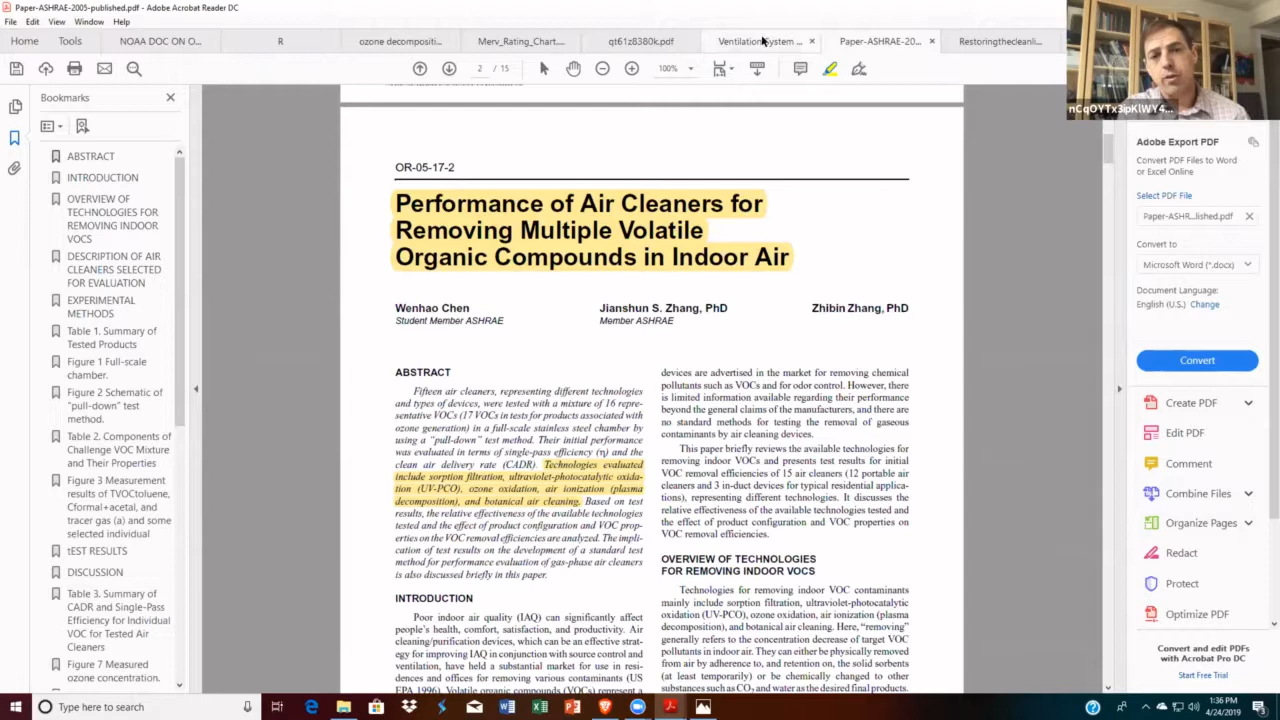 Paper-ASHRAE-2005-published.pdf - Adobe Acrobat Reader DC
File Edit View Window Help
Home Tools NOAA DOC ON O... R ozone decompositi... Merv_Rating_Chart.... qt61z8380k.pdf Ventilation System ... Paper-ASHRAE-20... Restoringthecleanli...
2 / 15 100%
nCqOYTx3ipKlWY4...
Bookmarks
ABSTRACT
INTRODUCTION
OVERVIEW OF
TECHNOLOGIES FOR
REMOVING INDOOR
VOCS
DESCRIPTION OF AIR
CLEANERS SELECTED
FOR EVALUATION
EXPERIMENTAL
METHODS
Table 1. Summary of
Tested Products
Figure 1 Full-scale
chamber.
Figure 2 Schematic of
“pull-down” test
method.
Table 2. Components of
Challenge VOC Mixture
and Their Properties
Figure 3 Measurement
results of TVOCtoluene,
Cformal+acetal, and
tracer gas (a) and some
selected individual
tEST RESULTS
DISCUSSION
Table 3. Summary of
CADR and Single-Pass
Efficiency for Individual
VOC for Tested Air
Cleaners
Figure 7 Measured
ozone concentration.
OR-05-17-2
Performance of Air Cleaners for
Removing Multiple Volatile
Organic Compounds in Indoor Air
Wenhao Chen Jianshun S. Zhang, PhD Zhibin Zhang, PhD
Student Member ASHRAE Member ASHRAE
ABSTRACT
Fifteen air cleaners, representing different technologies
and types of devices, were tested with a mixture of 16 repre-
sentative VOCs (17 VOCs in tests for products associated with
ozone generation) in a full-scale stainless steel chamber by
using a “pull-down” test method. Their initial performance
was evaluated in terms of single-pass efficiency (η) and the
clean air delivery rate (CADR). Technologies evaluated
include sorption filtration, ultraviolet-photocatalytic oxida-
tion (UV-PCO), ozone oxidation, air ionization (plasma
decomposition), and botanical air cleaning. Based on test
results, the relative effectiveness of the available technologies
tested and the effect of product configuration and VOC prop-
erties on the VOC removal efficiencies are analyzed. The impli-
cation of test results on the development of a standard test
method for performance evaluation of gas-phase air cleaners
is also discussed briefly in this paper.
INTRODUCTION
Poor indoor air quality (IAQ) can significantly affect
people’s health, comfort, satisfaction, and productivity. Air
cleaning/purification devices, which can be an effective strat-
egy for improving IAQ in conjunction with source control and
ventilation, have held a substantial market for use in resi-
dences and offices for removing various contaminants (US
EPA 1996). Volatile organic compounds (VOCs) represent a
devices are advertised in the market for removing chemical
pollutants such as VOCs and for odor control. However, there
is limited information available regarding their performance
beyond the general claims of the manufacturers, and there are
no standard methods for testing the removal of gaseous
contaminants by air cleaning devices.
This paper briefly reviews the available technologies for
removing indoor VOCs and presents test results for initial
VOC removal efficiencies of 15 air cleaners (12 portable air
cleaners and 3 in-duct devices for typical residential applica-
tions), representing different technologies. It discusses the
relative effectiveness of the available technologies tested and
the effect of product configuration and VOC properties on
VOC removal efficiencies.
OVERVIEW OF TECHNOLOGIES
FOR REMOVING INDOOR VOCS
Technologies for removing indoor VOC contaminants
mainly include sorption filtration, ultraviolet-photocatalytic
oxidation (UV-PCO), ozone oxidation, air ionization (plasma
decomposition), and botanical air cleaning. Here, “removing”
generally refers to the concentration decrease of target VOC
pollutants in indoor air. They can either be physically removed
from air by adherence to, and retention on, the solid sorbents
(at least temporarily) or be chemically changed to other
substances such as CO2 and water as the desired final products.
Adobe Export PDF
Convert PDF Files to Word
or Excel Online
Select PDF File
Paper-ASHR...lished.pdf
Convert to
Microsoft Word (*.docx)
Document Language:
English (U.S.) Change
Convert
Create PDF
Edit PDF
Comment
Combine Files
Organize Pages
Redact
Protect
Optimize PDF
Convert and edit PDFs
with Acrobat Pro DC
Start Free Trial
Type here to search
1:36 PM
4/24/2019